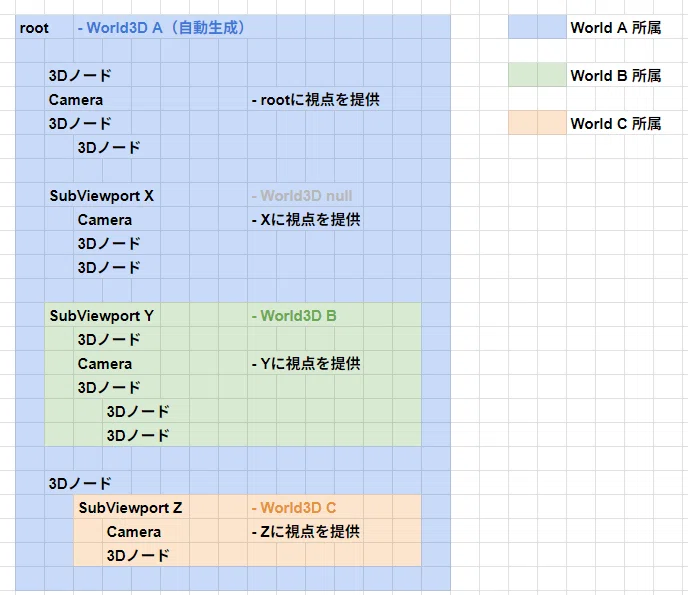 root - World3D A（自動生成）
World A 所属
3Dノード
World B 所属
Camera - rootに視点を提供
3Dノード
World C 所属
3Dノード
SubViewport X - World3D null
Camera - Xに視点を提供
3Dノード
3Dノード
SubViewport Y - World3D B
3Dノード
Camera - Yに視点を提供
3Dノード
3Dノード
3Dノード
3Dノード
SubViewport Z - World3D C
Camera - Zに視点を提供
3Dノード